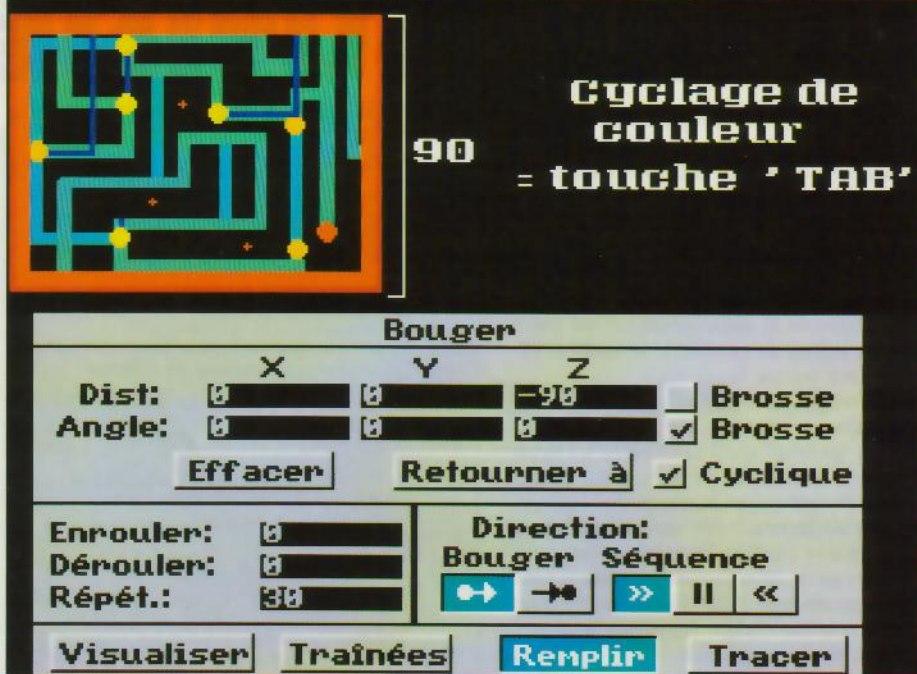 90
Cyclage de
couleur
= touche 'TAB'
Bouger
X Y Z
Dist: 0 0 -90 Brosse
Angle: 0 0 0 Brosse
Effacer Retourner à Cyclique
Enrouler: 0
Dérouler: 0
Répét.: 30
Direction:
Bouger Séquence
Visualiser Traînées Remplir Tracer